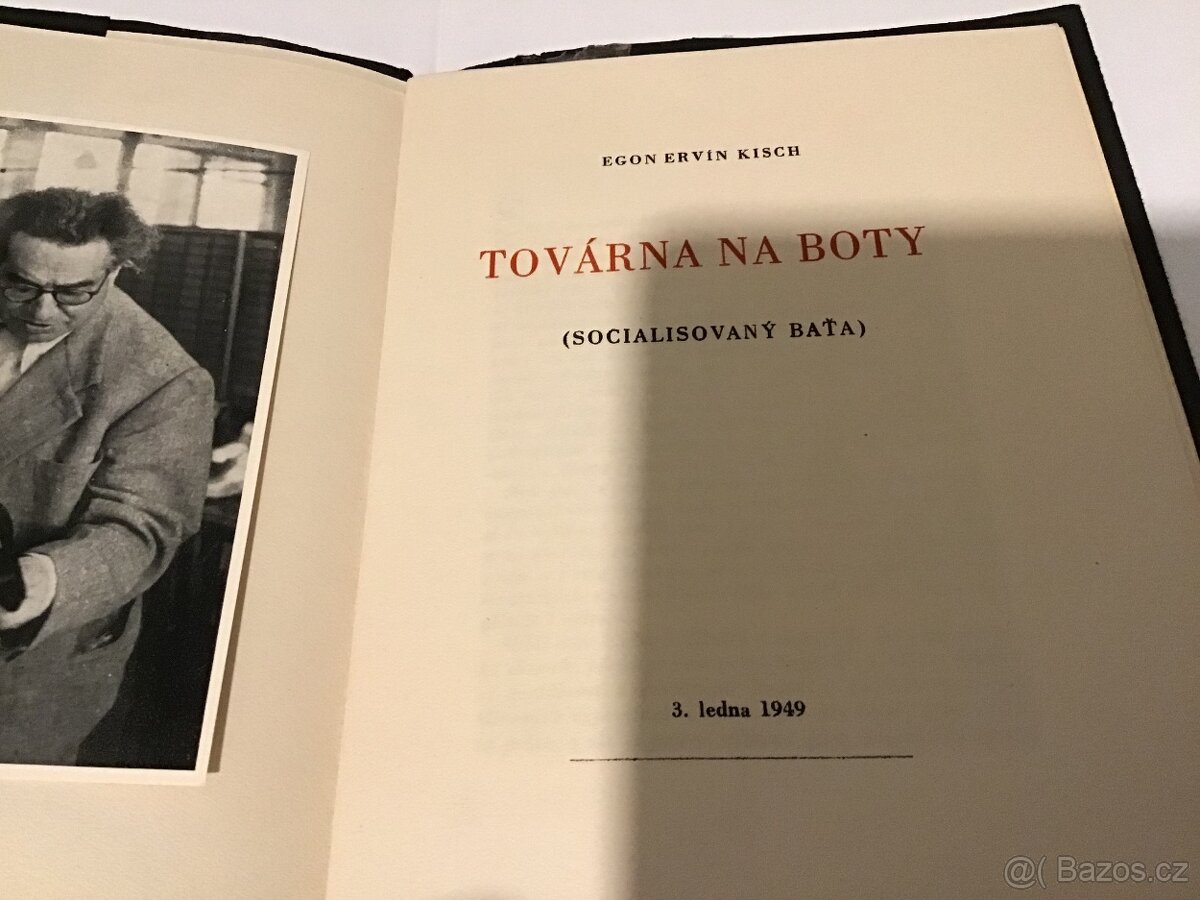 EGON ERVÍN KISCH
TOVÁRNA NA BOTY
(SOCIALISOVANÝ BAŤA)
3. ledna 1949
@( Bazos.cz